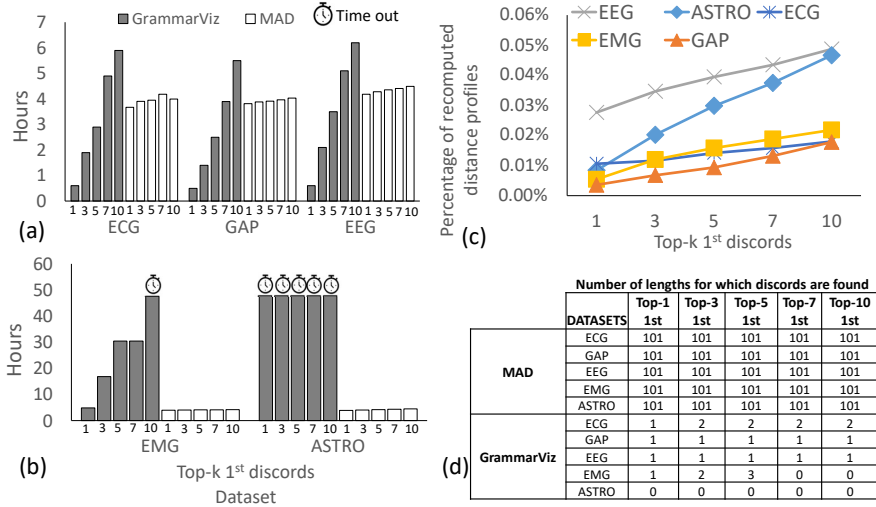 GrammarViz MAD Time out
7
6
5
4
3
2
1
0
Hours
1 3 5 7 10 1 3 5 7 10 1 3 5 7 10 1 3 5 7 10 1 3 5 7 10 1 3 5 7 10
ECG GAP EEG
(a)
60
50
40
30
20
10
0
Hours
1 3 5 7 10 1 3 5 7 10 1 3 5 7 10 1 3 5 7 10
EMG ASTRO
(b)
Top-k 1st discords
Dataset
EEG ASTRO ECG
EMG GAP
0.06%
0.05%
0.04%
0.03%
0.02%
0.01%
0.00%
Percentage of recomputed
distance profiles
1 3 5 7 10
Top-k 1st discords
(c)
Number of lengths for which discords are found
Top-1 Top-3 Top-5 Top-7 Top-10
DATASETS 1st 1st 1st 1st 1st
MAD
ECG 101 101 101 101 101
GAP 101 101 101 101 101
EEG 101 101 101 101 101
EMG 101 101 101 101 101
ASTRO 101 101 101 101 101
GrammarViz
ECG 1 2 2 2 2
GAP 1 1 1 1 1
EEG 1 1 1 1 1
EMG 1 2 3 0 0
ASTRO 0 0 0 0 0
(d)